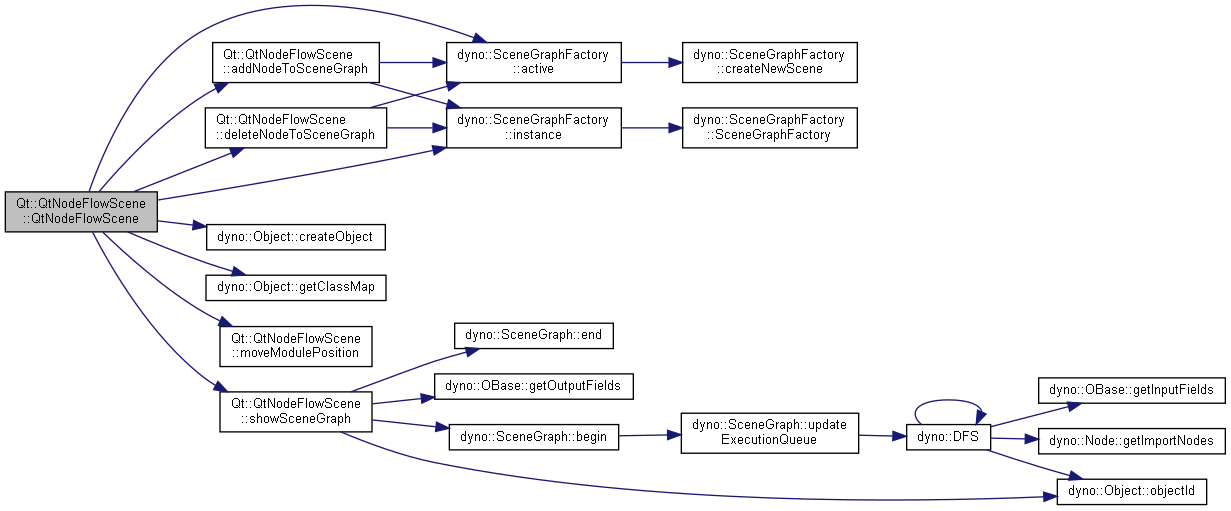 Qt::QtNodeFlowScene
::QtNodeFlowScene
Qt::QtNodeFlowScene
::addNodeToSceneGraph
Qt::QtNodeFlowScene
::deleteNodeToSceneGraph
dyno::Object::createObject
dyno::Object::getClassMap
Qt::QtNodeFlowScene
::moveModulePosition
Qt::QtNodeFlowScene
::showSceneGraph
dyno::SceneGraphFactory
::active
dyno::SceneGraphFactory
::instance
dyno::SceneGraphFactory
::createNewScene
dyno::SceneGraphFactory
::SceneGraphFactory
dyno::SceneGraph::end
dyno::OBase::getOutputFields
dyno::SceneGraph::begin
dyno::SceneGraph::update
ExecutionQueue
dyno::DFS
dyno::OBase::getInputFields
dyno::Node::getImportNodes
dyno::Object::objectId